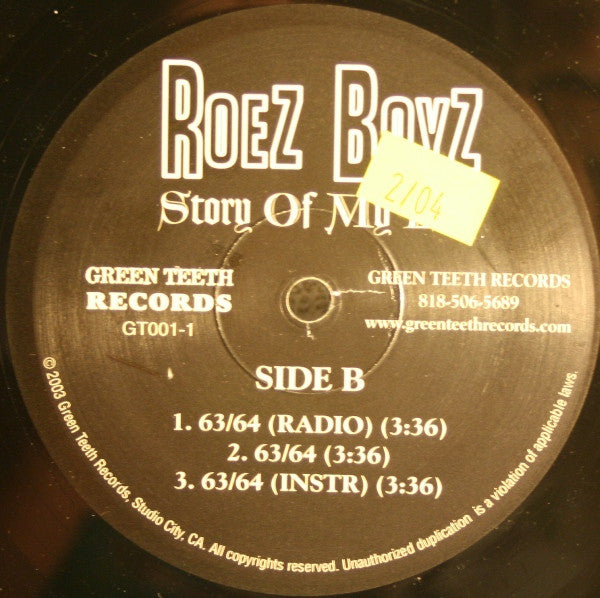 ROEZ BOYZ
Story Of My
2/04
GREEN TEETH
RECORDS
GT001-1
GREEN TEETH RECORDS
818-506-5689
www.greenteethrecords.com
SIDE B
1. 63/64 (RADIO) (3:36)
2. 63/64 (3:36)
3. 63/64 (INSTR) (3:36)
© 2003 Green Teeth Records, Studio City, CA. All copyrights reserved. Unauthorized duplication is a violation of applicable laws.